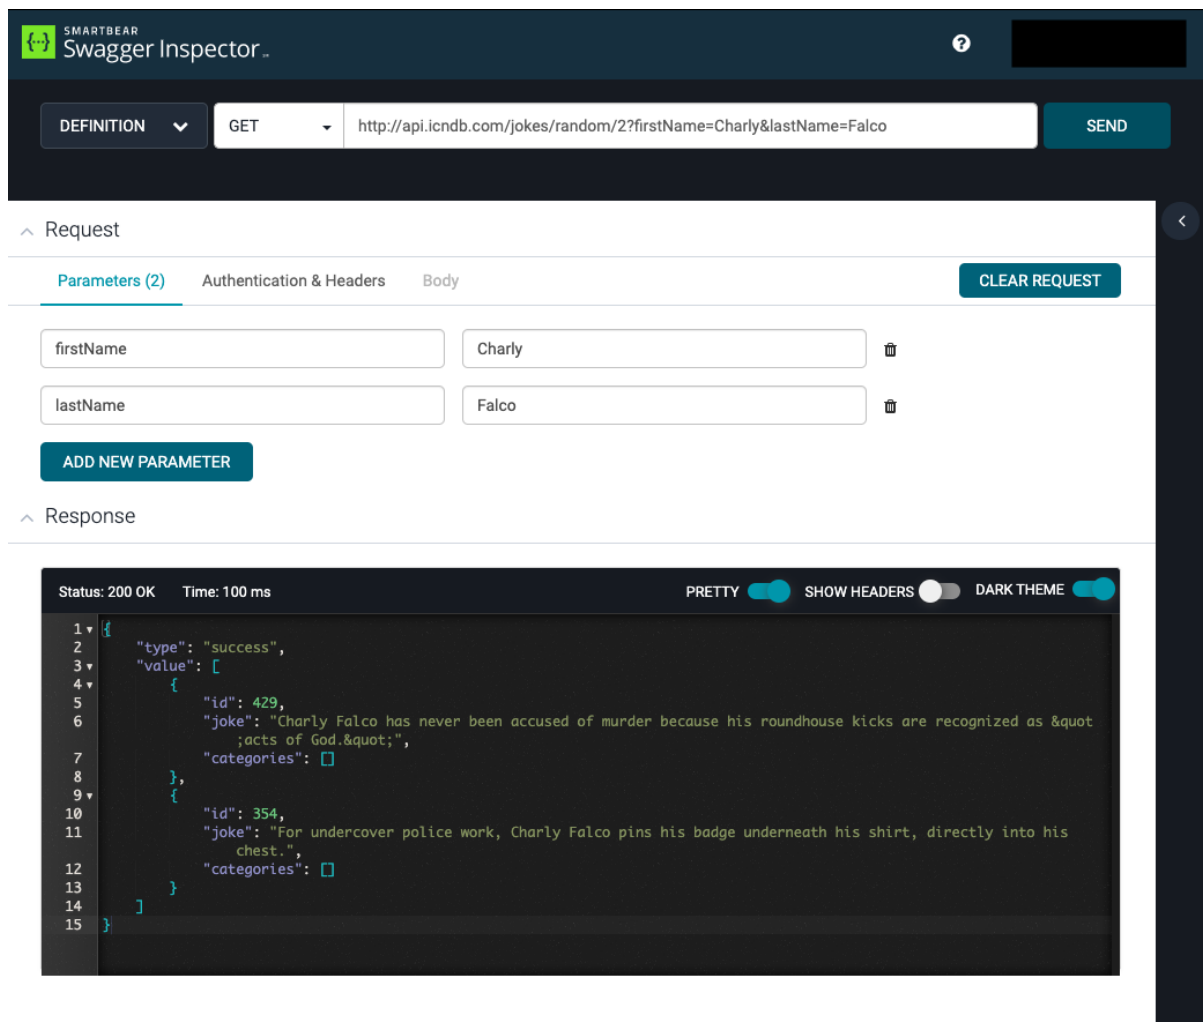 SMARTBEAR
Swagger Inspector
DEFINITION GET http://api.icndb.com/jokes/random/2?firstName=Charly&lastName=Falco SEND
Request
Parameters (2) Authentication & Headers Body CLEAR REQUEST
firstName Charly
lastName Falco
ADD NEW PARAMETER
Response
Status: 200 OK Time: 100 ms PRETTY SHOW HEADERS DARK THEME
1 {
2 "type": "success",
3 "value": [
4 {
5 "id": 429,
6 "joke": "Charly Falco has never been accused of murder because his roundhouse kicks are recognized as &quot
;acts of God.&quot;",
7 "categories": []
8 },
9 {
10 "id": 354,
11 "joke": "For undercover police work, Charly Falco pins his badge underneath his shirt, directly into his
chest.",
12 "categories": []
13 }
14 ]
15 }